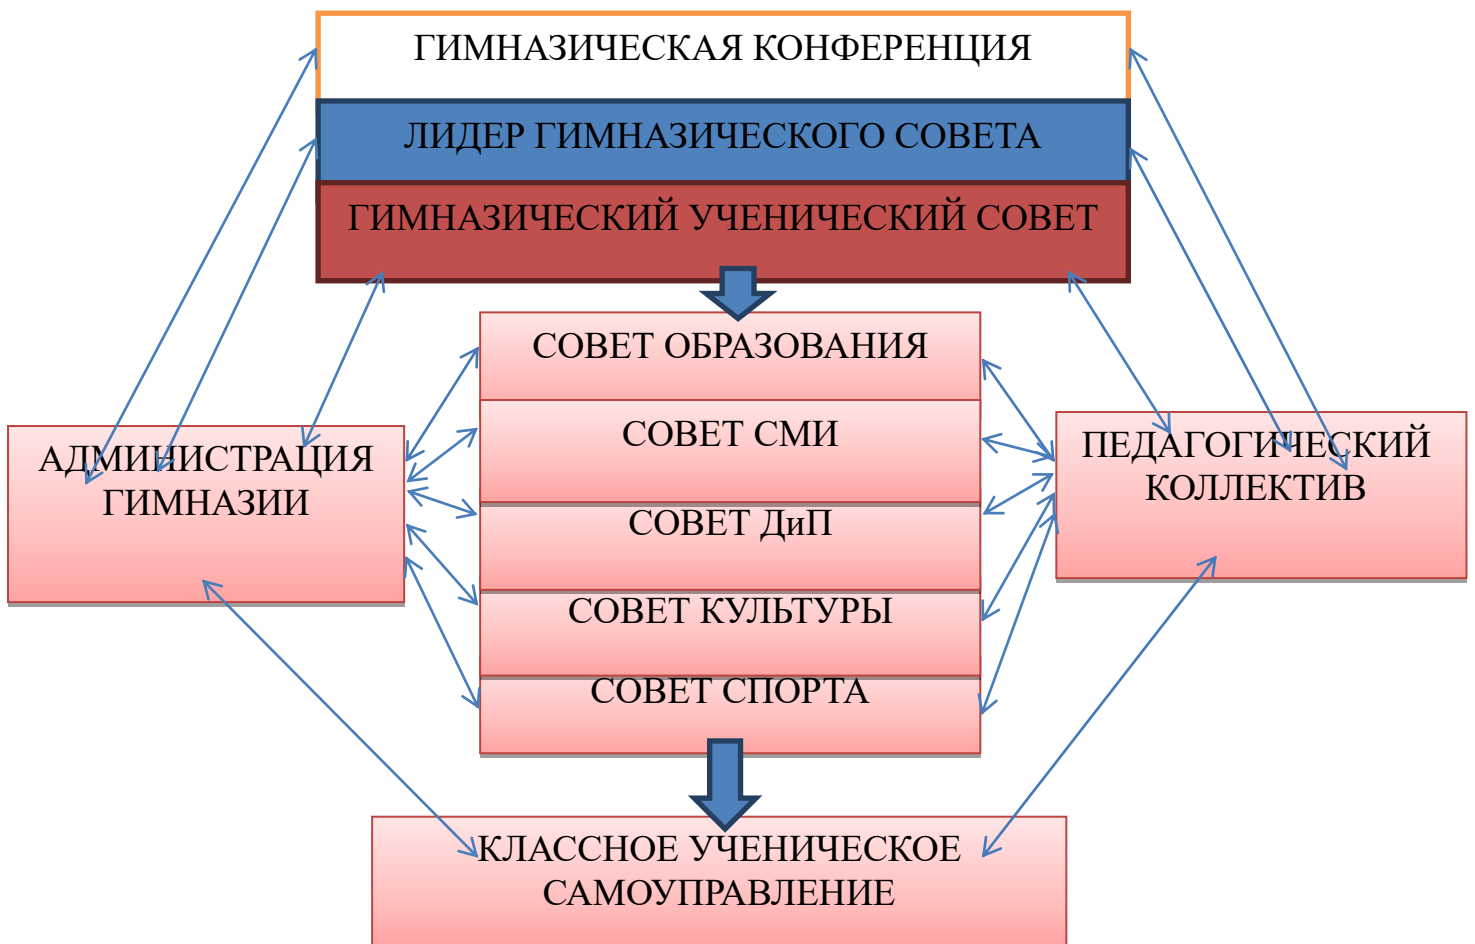 ГИМНАЗИЧЕСКАЯ КОНФЕРЕНЦИЯ
ЛИДЕР ГИМНАЗИЧЕСКОГО СОВЕТА
ГИМНАЗИЧЕСКИЙ УЧЕНИЧЕСКИЙ СОВЕТ
СОВЕТ ОБРАЗОВАНИЯ
СОВЕТ СМИ
СОВЕТ ДиП
СОВЕТ КУЛЬТУРЫ
СОВЕТ СПОРТА
АДМИНИСТРАЦИЯ
ГИМНАЗИИ
ПЕДАГОГИЧЕСКИЙ
КОЛЛЕКТИВ
КЛАССНОЕ УЧЕНИЧЕСКОЕ
САМОУПРАВЛЕНИЕ